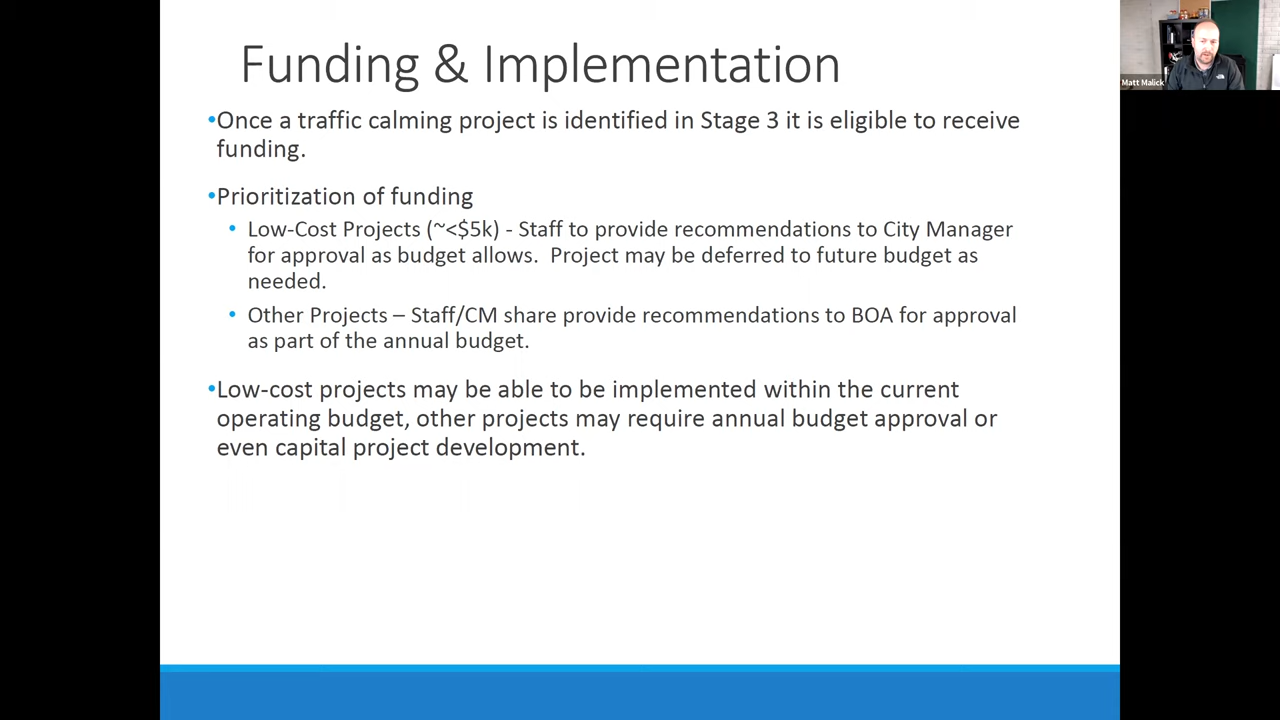 Funding & Implementation
•Once a traffic calming project is identified in Stage 3 it is eligible to receive
funding.
•Prioritization of funding
• Low-Cost Projects (~<$5k) - Staff to provide recommendations to City Manager
for approval as budget allows.  Project may be deferred to future budget as
needed.
• Other Projects – Staff/CM share provide recommendations to BOA for approval
as part of the annual budget.
•Low-cost projects may be able to be implemented within the current
operating budget, other projects may require annual budget approval or
even capital project development.
Matt Malick